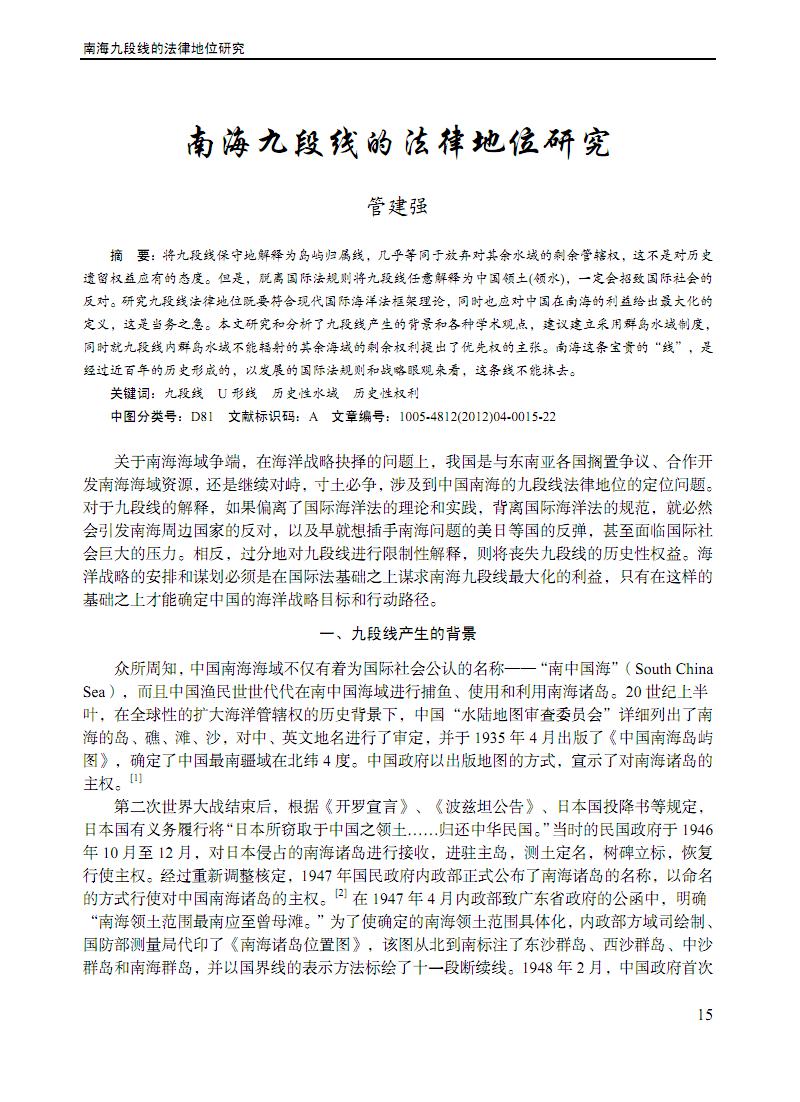 南海九段线的法律地位研究
南海九段线的法律地位研究
管建强
摘　要：将九段线保守地解释为岛屿归属线，几乎等同于放弃对其余水域的剩余管辖权，这不是对历史
遗留权益应有的态度。但是，脱离国际法规则将九段线任意解释为中国领土(领水)，一定会招致国际社会的
反对。研究九段线法律地位既要符合现代国际海洋法框架理论，同时也应对中国在南海的利益给出最大化的
定义，这是当务之急。本文研究和分析了九段线产生的背景和各种学术观点，建议建立采用群岛水域制度，
同时就九段线内群岛水域不能辐射的其余海域的剩余权利提出了优先权的主张。南海这条宝贵的“线”，是
经过近百年的历史形成的，以发展的国际法规则和战略眼观来看，这条线不能抹去。
关键词：九段线　U 形线　历史性水域　历史性权利
中图分类号：D81　文献标识码：A　文章编号：1005-4812(2012)04-0015-22
关于南海海域争端，在海洋战略抉择的问题上，我国是与东南亚各国搁置争议、合作开
发南海海域资源，还是继续对峙，寸土必争，涉及到中国南海的九段线法律地位的定位问题。
对于九段线的解释，如果偏离了国际海洋法的理论和实践，背离国际海洋法的规范，就必然
会引发南海周边国家的反对，以及早就想插手南海问题的美日等国的反弹，甚至面临国际社
会巨大的压力。相反，过分地对九段线进行限制性解释，则将丧失九段线的历史性权益。海
洋战略的安排和谋划必须是在国际法基础之上谋求南海九段线最大化的利益，只有在这样的
基础之上才能确定中国的海洋战略目标和行动路径。
一、九段线产生的背景
众所周知，中国南海海域不仅有着为国际社会公认的名称——“南中国海”（South China
Sea），而且中国渔民世世代代在南中国海域进行捕鱼、使用和利用南海诸岛。20 世纪上半
叶，在全球性的扩大海洋管辖权的历史背景下，中国“水陆地图审查委员会”详细列出了南
海的岛、礁、滩、沙，对中、英文地名进行了审定，并于 1935 年 4 月出版了《中国南海岛屿
图》，确定了中国最南疆域在北纬 4 度。中国政府以出版地图的方式，宣示了对南海诸岛的
主权。[1]
第二次世界大战结束后，根据《开罗宣言》、《波兹坦公告》、日本国投降书等规定，
日本国有义务履行将“日本所窃取于中国之领土……归还中华民国。”当时的民国政府于 1946
年 10 月至 12 月，对日本侵占的南海诸岛进行接收，进驻主岛，测土定名，树碑立标，恢复
行使主权。经过重新调整核定，1947 年国民政府内政部正式公布了南海诸岛的名称，以命名
的方式行使对中国南海诸岛的主权。[2] 在 1947 年 4 月内政部致广东省政府的公函中，明确
“南海领土范围最南应至曾母滩。”为了使确定的南海领土范围具体化，内政部方域司绘制、
国防部测量局代印了《南海诸岛位置图》，该图从北到南标注了东沙群岛、西沙群岛、中沙
群岛和南海群岛，并以国界线的表示方法标绘了十一段断续线。1948 年 2 月，中国政府首次
15